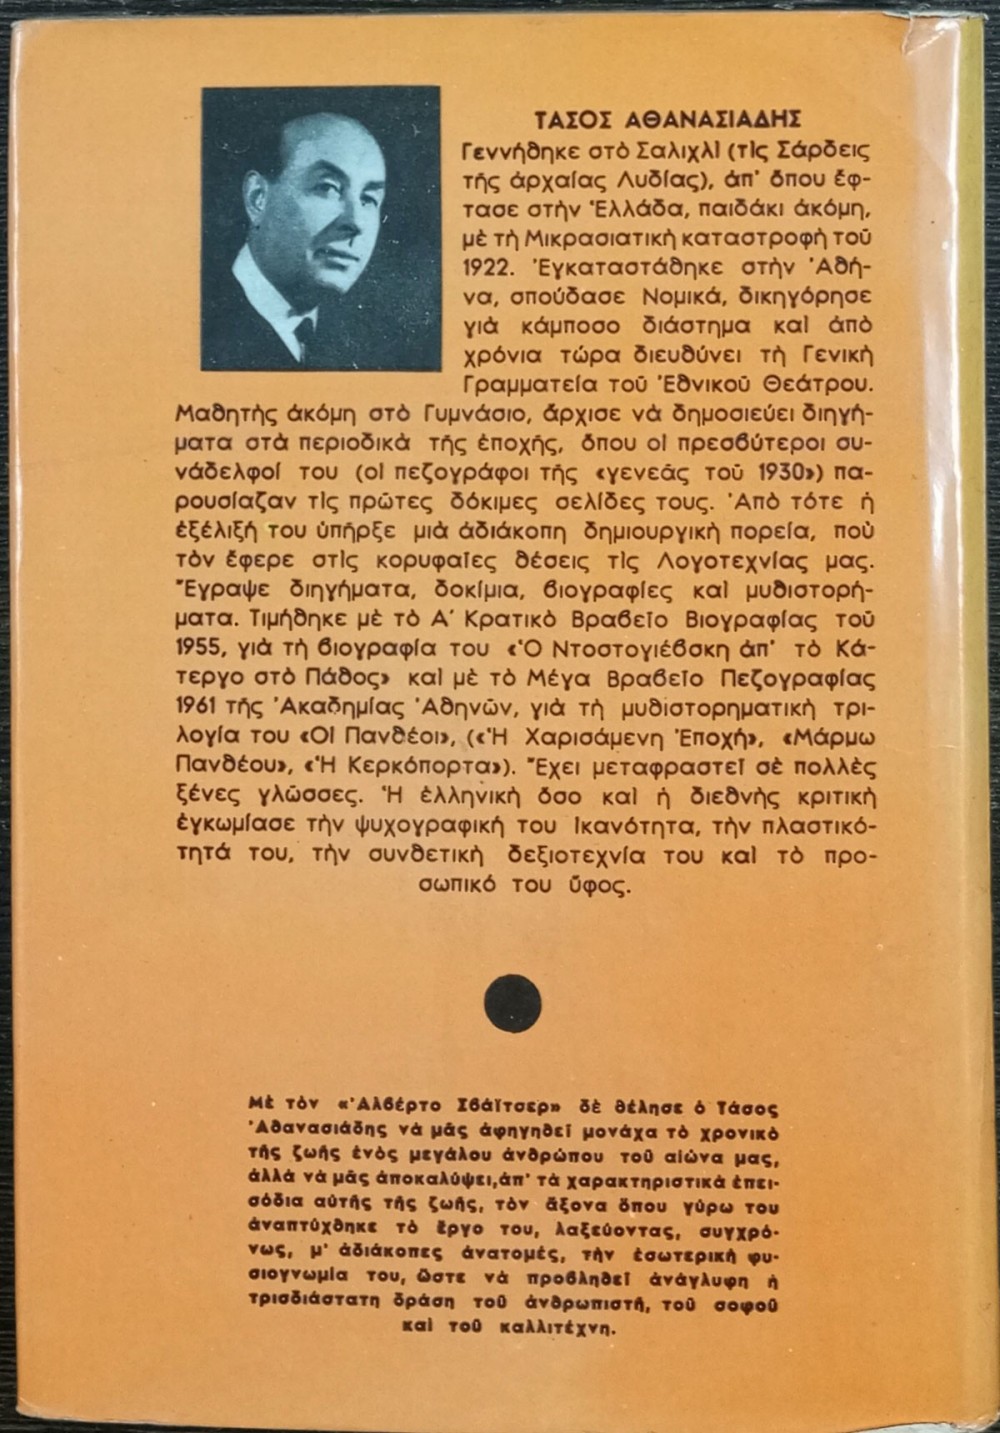 ΤΑΣΟΣ ΑΘΑΝΑΣΙΑΔΗΣ
Γεννήθηκε στὸ Σαλιχλὶ (τὶς Σάρδεις
τῆς ἀρχαίας Λυδίας), ἀπ' ὅπου ἔφ-
τασε στὴν Ἑλλάδα, παιδάκι ἀκόμη,
μὲ τὴ Μικρασιατικὴ καταστροφὴ τοῦ
1922. Ἐγκαταστάθηκε στὴν Ἀθή-
να, σπούδασε Νομικά, δικηγόρησε
γιὰ κάμποσο διάστημα καὶ ἀπὸ
χρόνια τώρα διευθύνει τὴ Γενικὴ
Γραμματεία τοῦ Ἐθνικοῦ Θεάτρου.
Μαθητὴς ἀκόμη στὸ Γυμνάσιο, ἄρχισε νὰ δημοσιεύει διηγή-
ματα στὰ περιοδικὰ τῆς ἐποχῆς, ὅπου οἱ πρεσβύτεροι συ-
νάδελφοί του (οἱ πεζογράφοι τῆς «γενεᾶς τοῦ 1930») πα-
ρουσίαζαν τὶς πρῶτες δόκιμες σελίδες τους. Ἀπὸ τότε ἡ
ἐξέλιξή του ὑπῆρξε μιὰ ἀδιάκοπη δημιουργικὴ πορεία, ποὺ
τὸν ἔφερε στὶς κορυφαῖες θέσεις τὶς Λογοτεχνίας μας.
Ἔγραψε διηγήματα, δοκίμια, βιογραφίες καὶ μυθιστορή-
ματα. Τιμήθηκε μὲ τὸ Α' Κρατικὸ Βραβεῖο Βιογραφίας τοῦ
1955, γιὰ τὴ βιογραφία του «Ὁ Ντοστογιέβσκη ἀπ' τὸ Κά-
τεργο στὸ Πάθος» καὶ μὲ τὸ Μέγα Βραβεῖο Πεζογραφίας
1961 τῆς Ἀκαδημίας Ἀθηνῶν, γιὰ τὴ μυθιστορηματικὴ τρι-
λογία του «Οἱ Πανθέοι», («Ἡ Χαρισάμενη Ἐποχή», «Μάρμω
Πανθέου», «Ἡ Κερκόπορτα»). Ἔχει μεταφραστεῖ σὲ πολλὲς
ξένες γλῶσσες. Ἡ ἑλληνικὴ ὅσο καὶ ἡ διεθνὴς κριτικὴ
ἐγκωμίασε τὴν ψυχογραφική του ἱκανότητα, τὴν πλαστικό-
τητά του, τὴν συνθετικὴ δεξιοτεχνία του καὶ τὸ προ-
σωπικό του ὕφος.
Μὲ τὸν «Ἀλβέρτο Σβάϊτσερ» δὲ θέλησε ὁ Τάσος
Ἀθανασιάδης νὰ μᾶς ἀφηγηθεῖ μονάχα τὸ χρονικὸ
τῆς ζωῆς ἑνὸς μεγάλου ἀνθρώπου τοῦ αἰώνα μας,
ἀλλὰ νὰ μᾶς ἀποκαλύψει, ἀπ' τὰ χαρακτηριστικὰ ἐπει-
σόδια αὐτῆς τῆς ζωῆς, τὸν ἄξονα ὅπου γύρω του
ἀναπτύχθηκε τὸ ἔργο του, λαξεύοντας, συγχρό-
νως, μ' ἀδιάκοπες ἀνατομές, τὴν ἐσωτερικὴ φυ-
σιογνωμία του, ὥστε νὰ προβληθεῖ ἀνάγλυφη ἡ
τρισδιάστατη δράση τοῦ ἀνθρωπιστῆ, τοῦ σοφοῦ
καὶ τοῦ καλλιτέχνη.